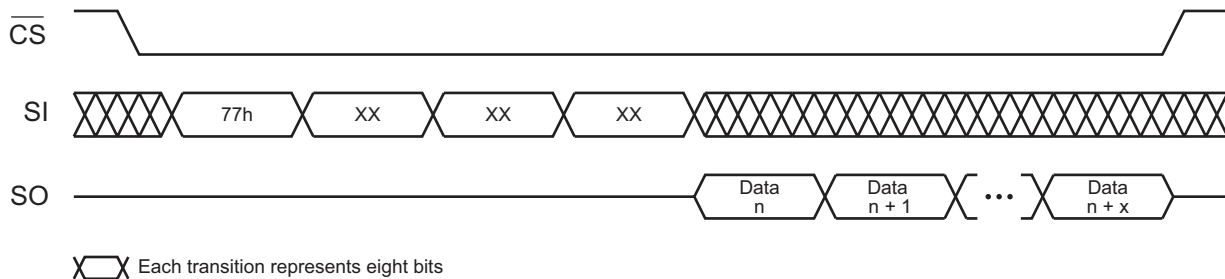 CS
SI
77h
XX
XX
XX
SO
Data
n
Data
n + 1
•••
Data
n + x
Each transition represents eight bits